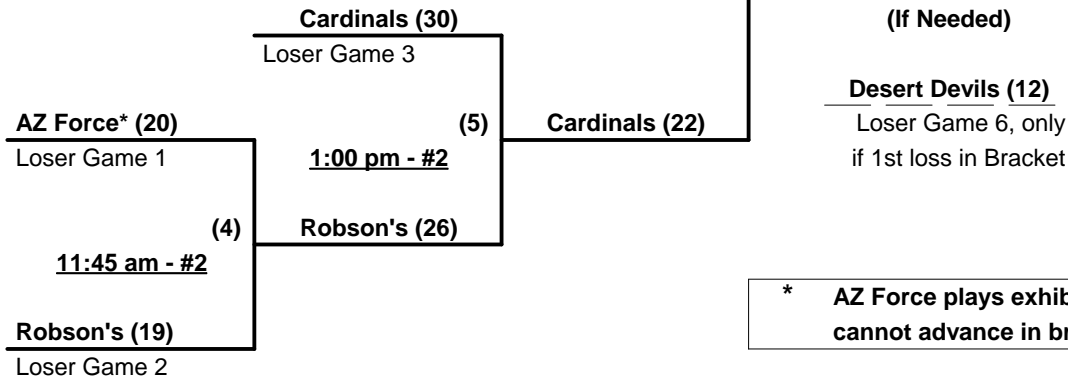 Cardinals (30)
Loser Game 3
(If Needed)
Desert Devils (12)
Loser Game 6, only
if 1st loss in Bracket
AZ Force* (20)
Loser Game 1
(5)
1:00 pm - #2
Cardinals (22)
(4)
11:45 am - #2
Robson's (26)
Robson's (19)
Loser Game 2
* AZ Force plays
cannot advance in